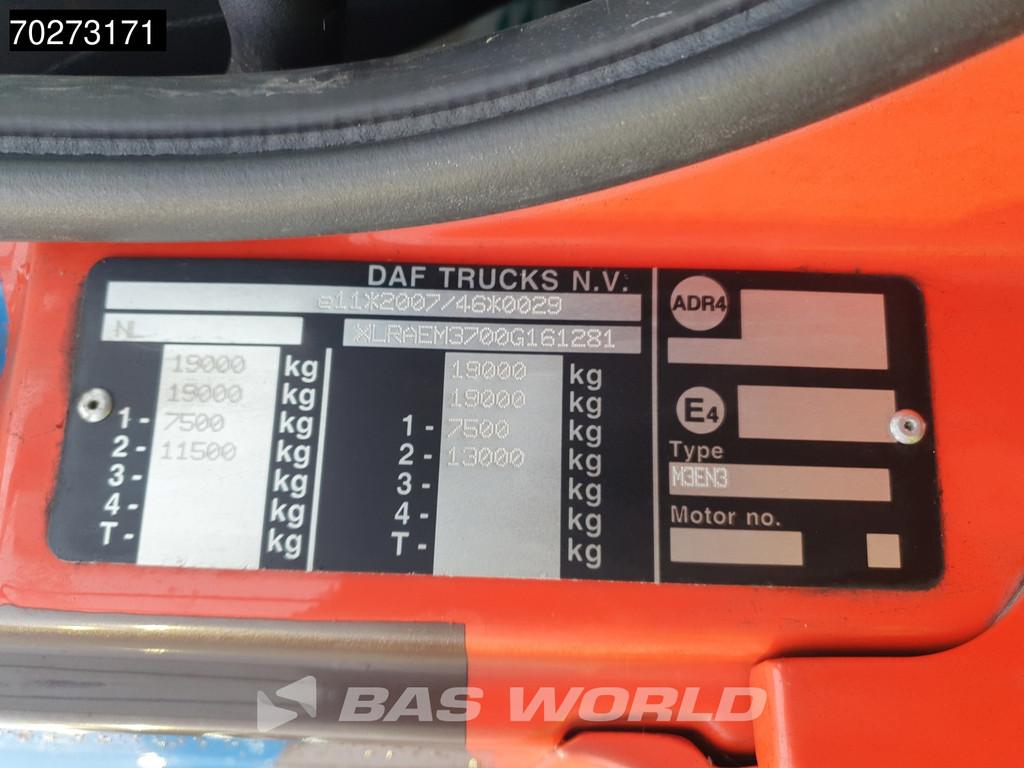 70273171
DAF TRUCKS N.V.
e11*2007/46*0029
NL
XLRAEM3700G161281
19000 kg
19000 kg
1- 7500 kg
2- 11500 kg
3- kg
4- kg
T- kg
19000 kg
19000 kg
1- 7500 kg
2- 13000 kg
3- kg
4- kg
T- kg
ADR4
E4
Type
M3EN3
Motor no.
BAS WORLD